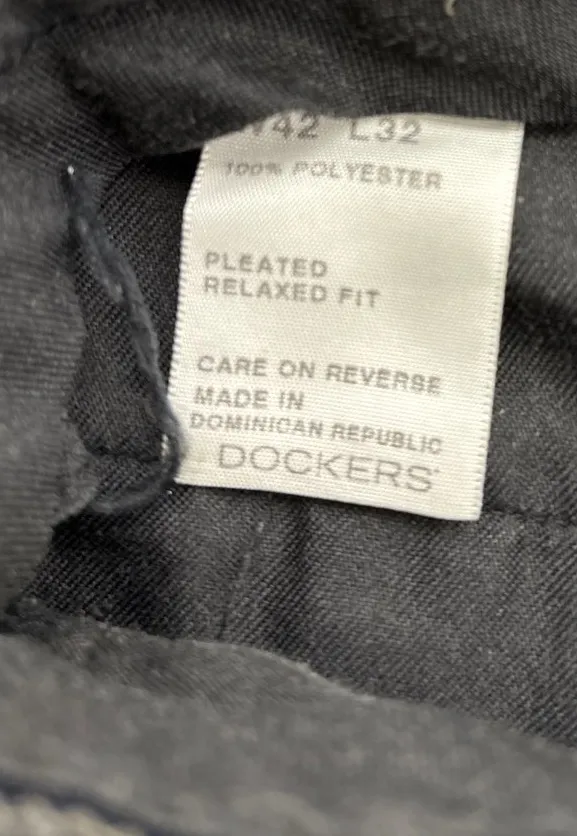 W42 L32
100% POLYESTER
PLEATED
RELAXED FIT
CARE ON REVERSE
MADE IN
DOMINICAN REPUBLIC
DOCKERS